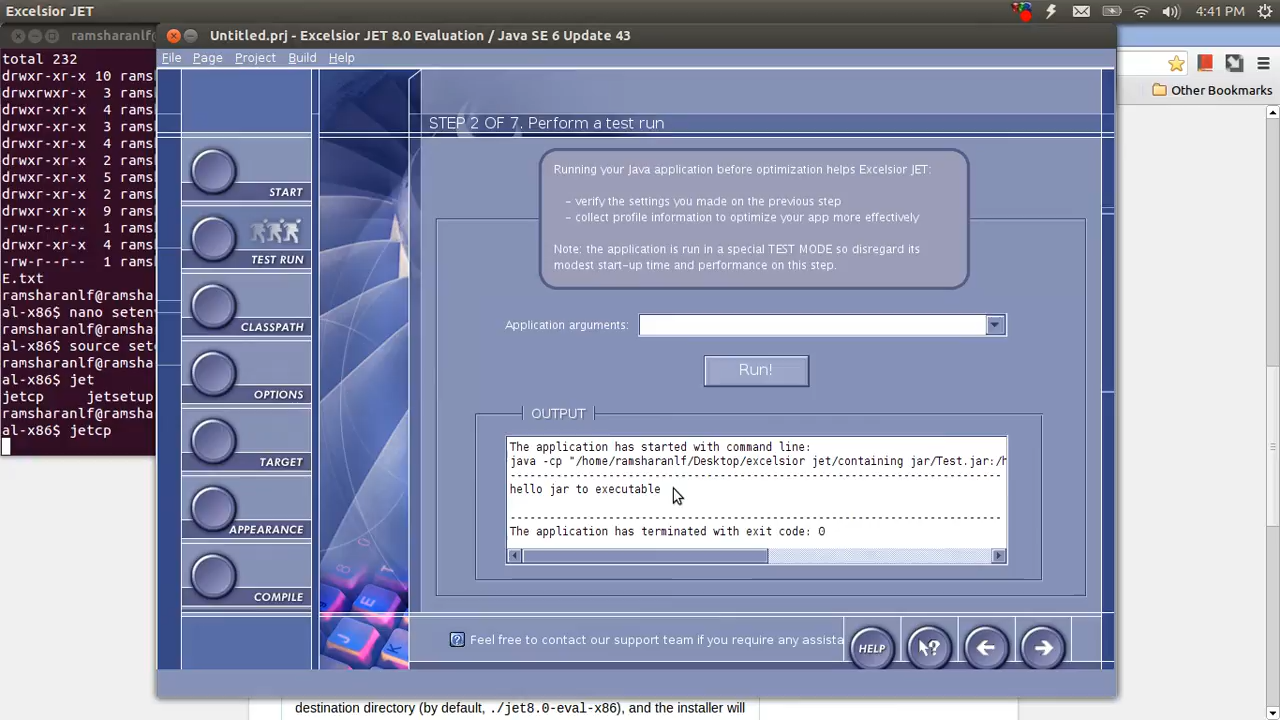 Excelsior JET
4:41 PM
ramsharanlf
Untitled.prj - Excelsior JET 8.0 Evaluation / Java SE 6 Update 43
File Page Project Build Help
Other Bookmarks
total 232
drwxr-xr-x 10 rams
drwxrwxr-x 3 rams
drwxr-xr-x 4 rams
drwxr-xr-x 3 rams
drwxr-xr-x 4 rams
drwxr-xr-x 2 rams
drwxr-xr-x 5 rams
drwxr-xr-x 2 rams
drwxr-xr-x 9 rams
-rw-r--r-- 1 rams
drwxr-xr-x 4 rams
-rw-r--r-- 1 rams
E.txt
ramsharanlf@ramsha
al-x86$ nano seten
ramsharanlf@ramsha
al-x86$ source set
ramsharanlf@ramsha
al-x86$ jet
jetcp jetsetup
ramsharanlf@ramsha
al-x86$ jetcp
START
TEST RUN
CLASSPATH
OPTIONS
TARGET
APPEARANCE
COMPILE
STEP 2 OF 7. Perform a test run
Running your Java application before optimization helps Excelsior JET:
– verify the settings you made on the previous step
– collect profile information to optimize your app more effectively
Note: the application is run in a special TEST MODE so disregard its
modest start-up time and performance on this step.
Application arguments:
Run!
OUTPUT
The application has started with command line:
java -cp "/home/ramsharanlf/Desktop/excelsior jet/containing jar/Test.jar:/h
--------------------------------------------------------------------
hello jar to executable
--------------------------------------------------------------------
The application has terminated with exit code: 0
Feel free to contact our support team if you require any assista
HELP
?
destination directory (by default, ./jet8.0-eval-x86), and the installer will